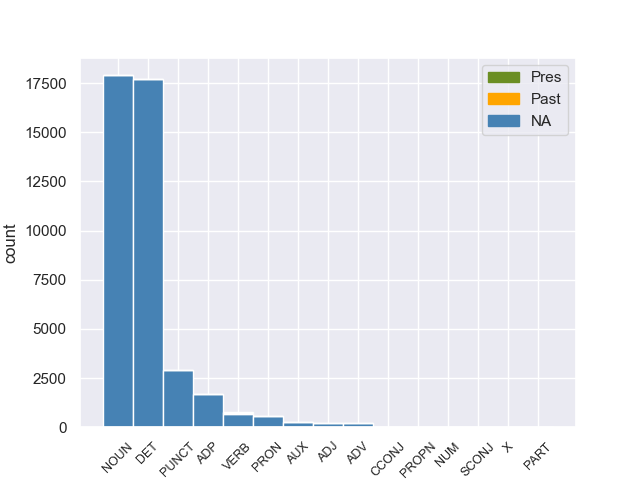 Pres
Past
NA
17500
15000
12500
10000
7500
5000
2500
0
count
NOUN DET PUNCT ADP VERB PRON AUX ADJ ADV CCONJ PROPN NUM SCONJ X PART